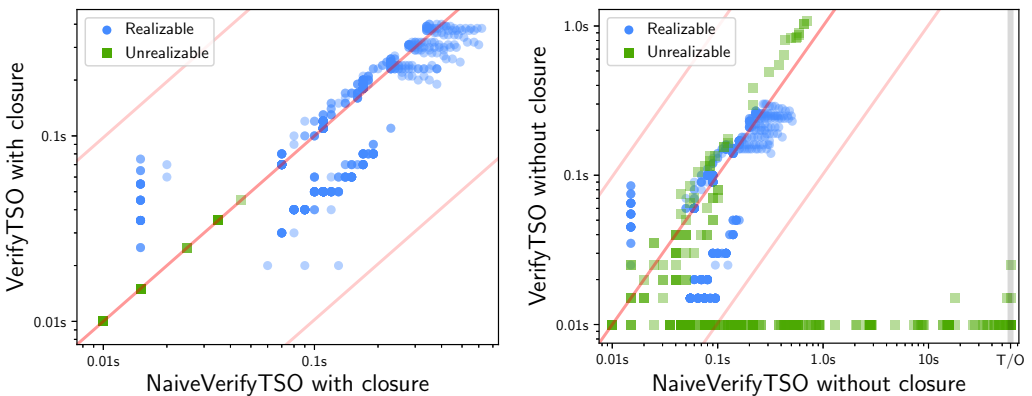 Realizable
Unrealizable
0.1s
0.01s
0.01s
0.1s
VerifyTSO with closure
NaiveVerifyTSO with closure
Realizable
Unrealizable
1.0s
0.1s
0.01s
0.01s
0.1s
1.0s
10s
T/O
VerifyTSO without closure
NaiveVerifyTSO without closure